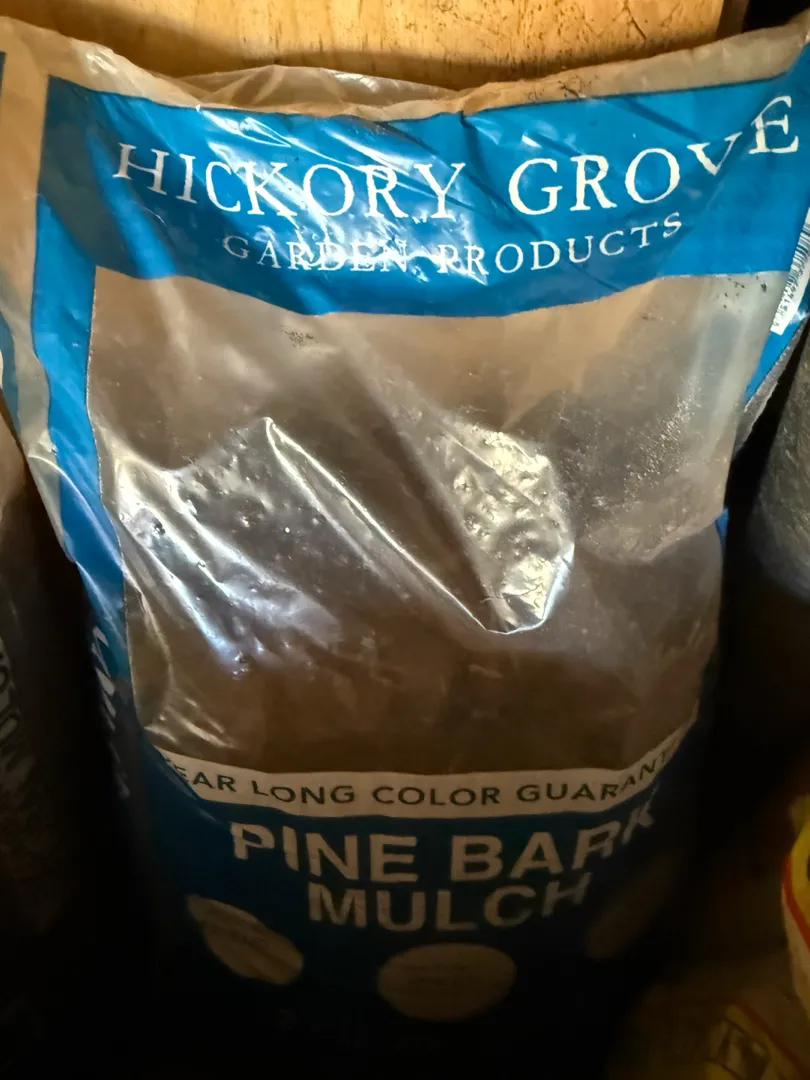 HICKORY GROVE
GARDEN PRODUCTS
EAR LONG COLOR GUARANT
PINE BARK
MULCH